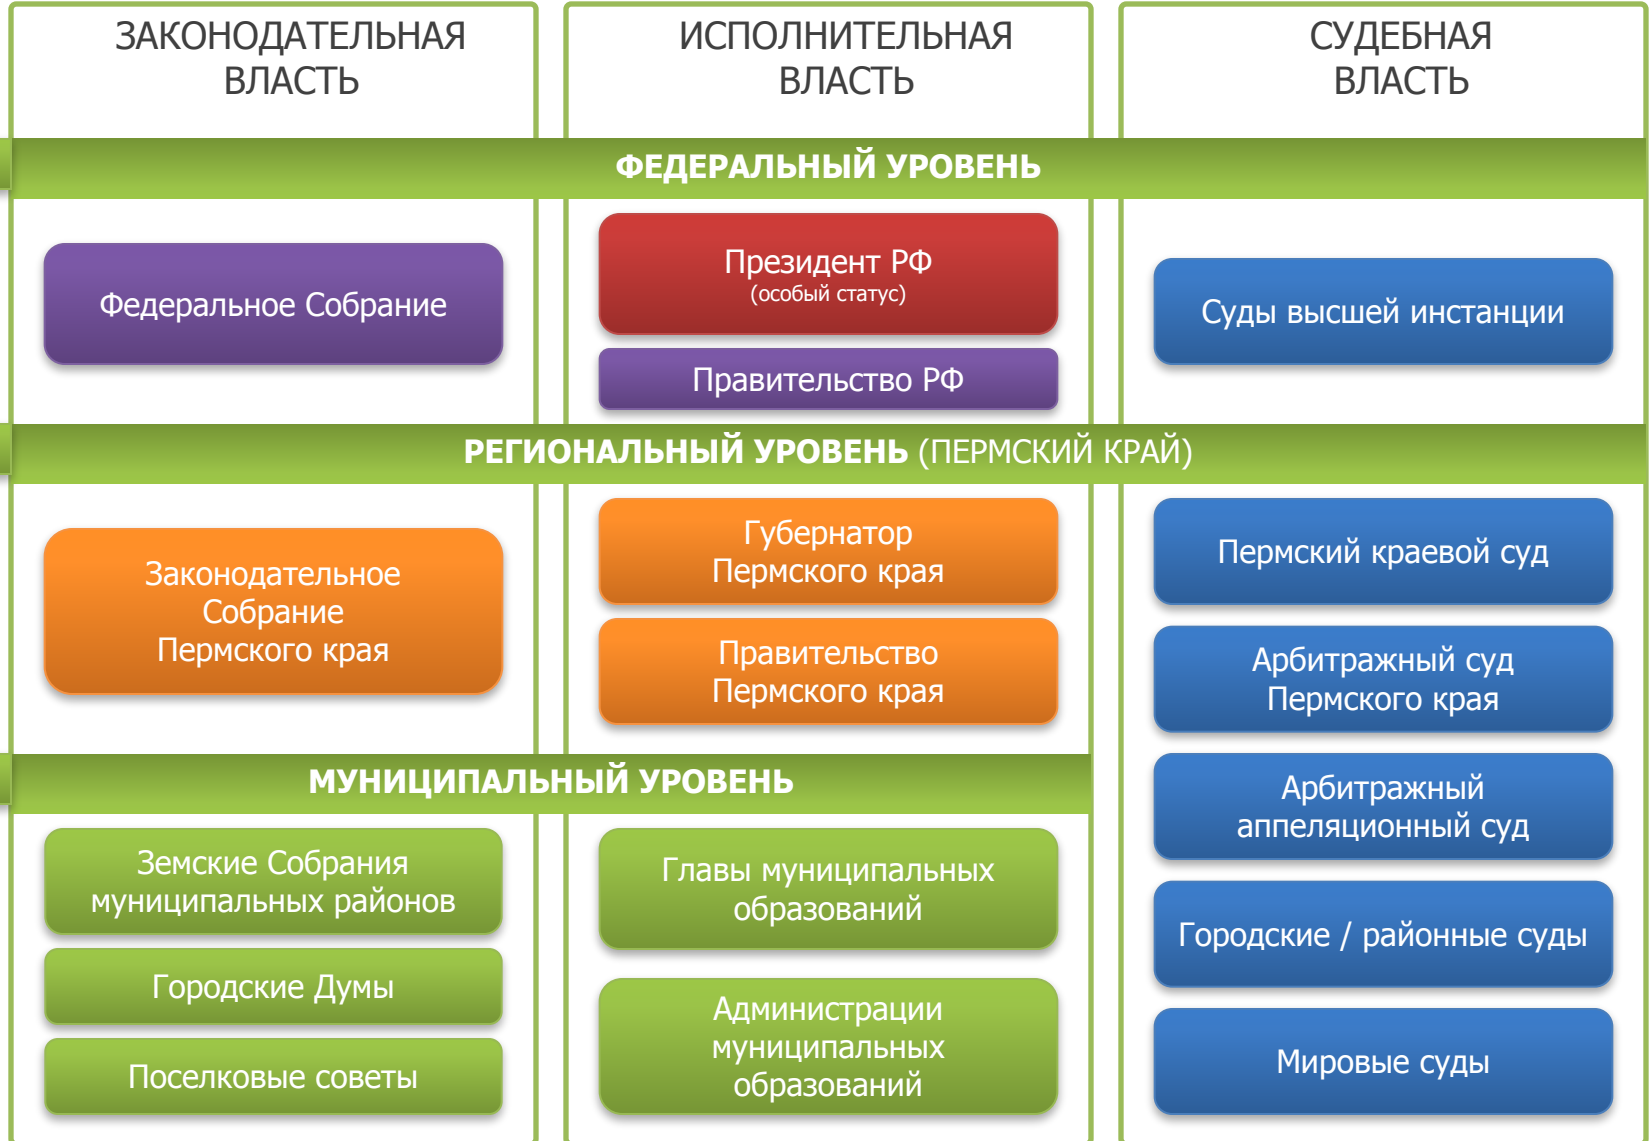 ЗАКОНОДАТЕЛЬНАЯ
ВЛАСТЬ
ИСПОЛНИТЕЛЬНАЯ
ВЛАСТЬ
СУДЕБНАЯ
ВЛАСТЬ
ФЕДЕРАЛЬНЫЙ УРОВЕНЬ
Федеральное Собрание
Президент РФ
(особый статус)
Правительство РФ
Суды высшей инстанции
РЕГИОНАЛЬНЫЙ УРОВЕНЬ (ПЕРМСКИЙ КРАЙ)
Законодательное
Собрание
Пермского края
Губернатор
Пермского края
Правительство
Пермского края
Пермский краевой суд
Арбитражный суд
Пермского края
Арбитражный
аппеляционный суд
Городские / районные суды
Мировые суды
МУНИЦИПАЛЬНЫЙ УРОВЕНЬ
Земские Собрания
муниципальных районов
Городские Думы
Поселковые советы
Главы муниципальных
образований
Администрации
муниципальных
образований